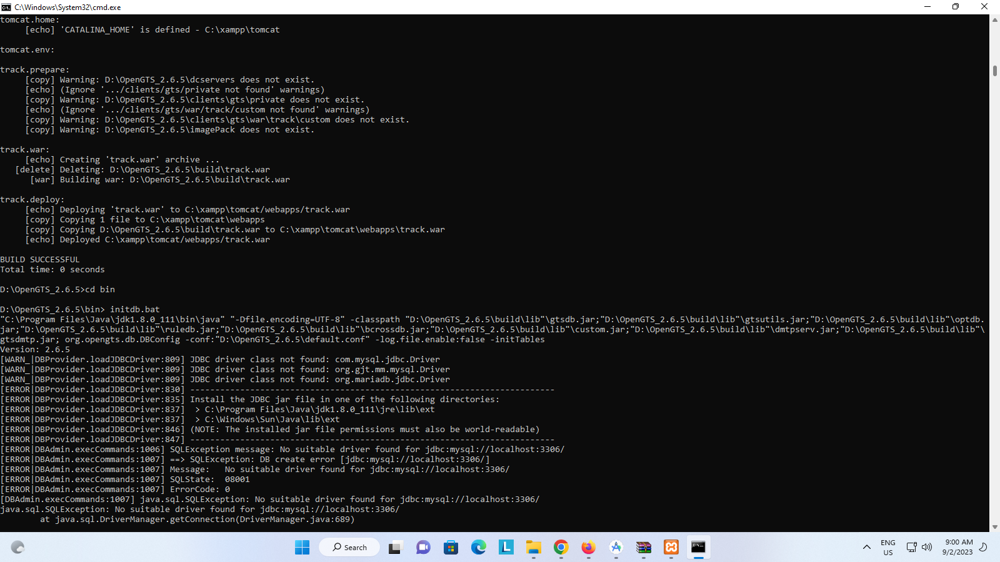 C:\Windows\System32\cmd.exe
tomcat.home:
[echo] 'CATALINA_HOME' is defined - C:\xampp\tomcat
tomcat.env:
track.prepare:
[copy] Warning: D:\OpenGTS_2.6.5\dcservers does not exist.
[echo] (Ignore '.../clients/gts/private not found' warnings)
[copy] Warning: D:\OpenGTS_2.6.5\clients\gts\private does not exist.
[echo] (Ignore '.../clients/gts/war/track/custom not found' warnings)
[copy] Warning: D:\OpenGTS_2.6.5\clients\gts\war\track\custom does not exist.
[copy] Warning: D:\OpenGTS_2.6.5\imagePack does not exist.
track.war:
[echo] Creating 'track.war' archive ...
[delete] Deleting: D:\OpenGTS_2.6.5\build\track.war
[war] Building war: D:\OpenGTS_2.6.5\build\track.war
track.deploy:
[echo] Deploying 'track.war' to C:\xampp\tomcat/webapps/track.war
[copy] Copying 1 file to C:\xampp\tomcat\webapps
[copy] Copying D:\OpenGTS_2.6.5\build\track.war to C:\xampp\tomcat\webapps\track.war
[echo] Deployed C:\xampp\tomcat/webapps/track.war
BUILD SUCCESSFUL
Total time: 0 seconds
D:\OpenGTS_2.6.5>cd bin
D:\OpenGTS_2.6.5\bin> initdb.bat
"C:\Program Files\Java\jdk1.8.0_111\bin\java" "-Dfile.encoding=UTF-8" -classpath "D:\OpenGTS_2.6.5\build\lib"\gtsdb.jar;"D:\OpenGTS_2.6.5\build\lib"\gtsutils.jar;"D:\OpenGTS_2.6.5\build\lib"\optdb.
jar;"D:\OpenGTS_2.6.5\build\lib"\ruledb.jar;"D:\OpenGTS_2.6.5\build\lib"\bcrossdb.jar;"D:\OpenGTS_2.6.5\build\lib"\custom.jar;"D:\OpenGTS_2.6.5\build\lib"\dmtpserv.jar;"D:\OpenGTS_2.6.5\build\lib"\
gtsdmtp.jar; org.opengts.db.DBConfig -conf:"D:\OpenGTS_2.6.5\default.conf" -log.file.enable:false -initTables
Version: 2.6.5
[WARN_|DBProvider.loadJDBCDriver:809] JDBC driver class not found: com.mysql.jdbc.Driver
[WARN_|DBProvider.loadJDBCDriver:809] JDBC driver class not found: org.gjt.mm.mysql.Driver
[WARN_|DBProvider.loadJDBCDriver:809] JDBC driver class not found: org.mariadb.jdbc.Driver
[ERROR|DBProvider.loadJDBCDriver:830] -------------------------------------------------------------------------
[ERROR|DBProvider.loadJDBCDriver:835] Install the JDBC jar file in one of the following directories:
[ERROR|DBProvider.loadJDBCDriver:837]  > C:\Program Files\Java\jdk1.8.0_111\jre\lib\ext
[ERROR|DBProvider.loadJDBCDriver:837]  > C:\Windows\Sun\Java\lib\ext
[ERROR|DBProvider.loadJDBCDriver:846] (NOTE: The installed jar file permissions must also be world-readable)
[ERROR|DBProvider.loadJDBCDriver:847] -------------------------------------------------------------------------
[ERROR|DBAdmin.execCommands:1006] SQLException message: No suitable driver found for jdbc:mysql://localhost:3306/
[ERROR|DBAdmin.execCommands:1007] ==> SQLException: DB create error [jdbc:mysql://localhost:3306/]
[ERROR|DBAdmin.execCommands:1007] Message:   No suitable driver found for jdbc:mysql://localhost:3306/
[ERROR|DBAdmin.execCommands:1007] SQLState:  08001
[ERROR|DBAdmin.execCommands:1007] ErrorCode: 0
[DBAdmin.execCommands:1007] java.sql.SQLException: No suitable driver found for jdbc:mysql://localhost:3306/
java.sql.SQLException: No suitable driver found for jdbc:mysql://localhost:3306/
at java.sql.DriverManager.getConnection(DriverManager.java:689)
Search
ENG
US
9:00 AM
9/2/2023